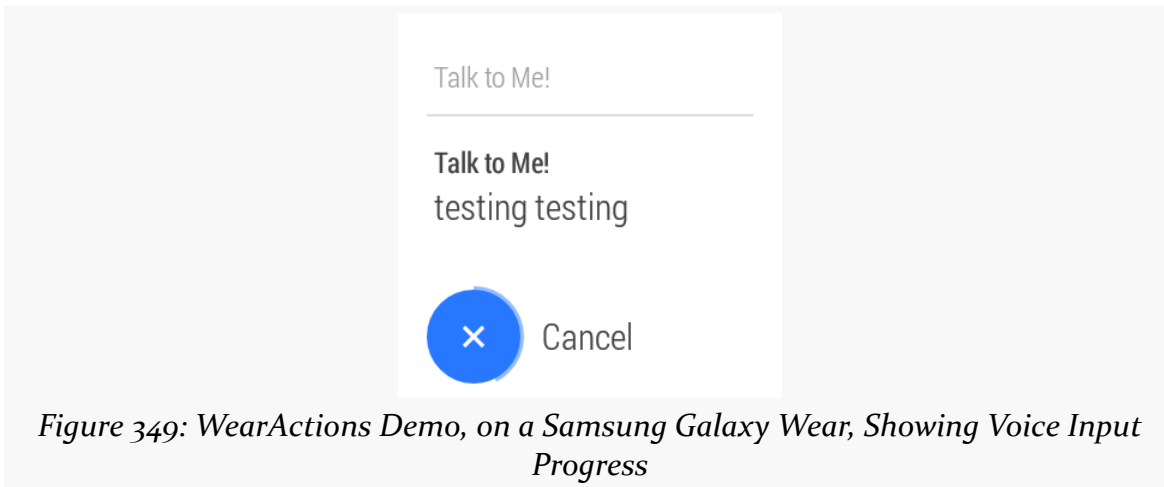 Talk to Me!
Talk to Me!
testing testing
Cancel
Figure 349: WearActions Demo, on a Samsung Galaxy Wear, Showing Voice Input
Progress